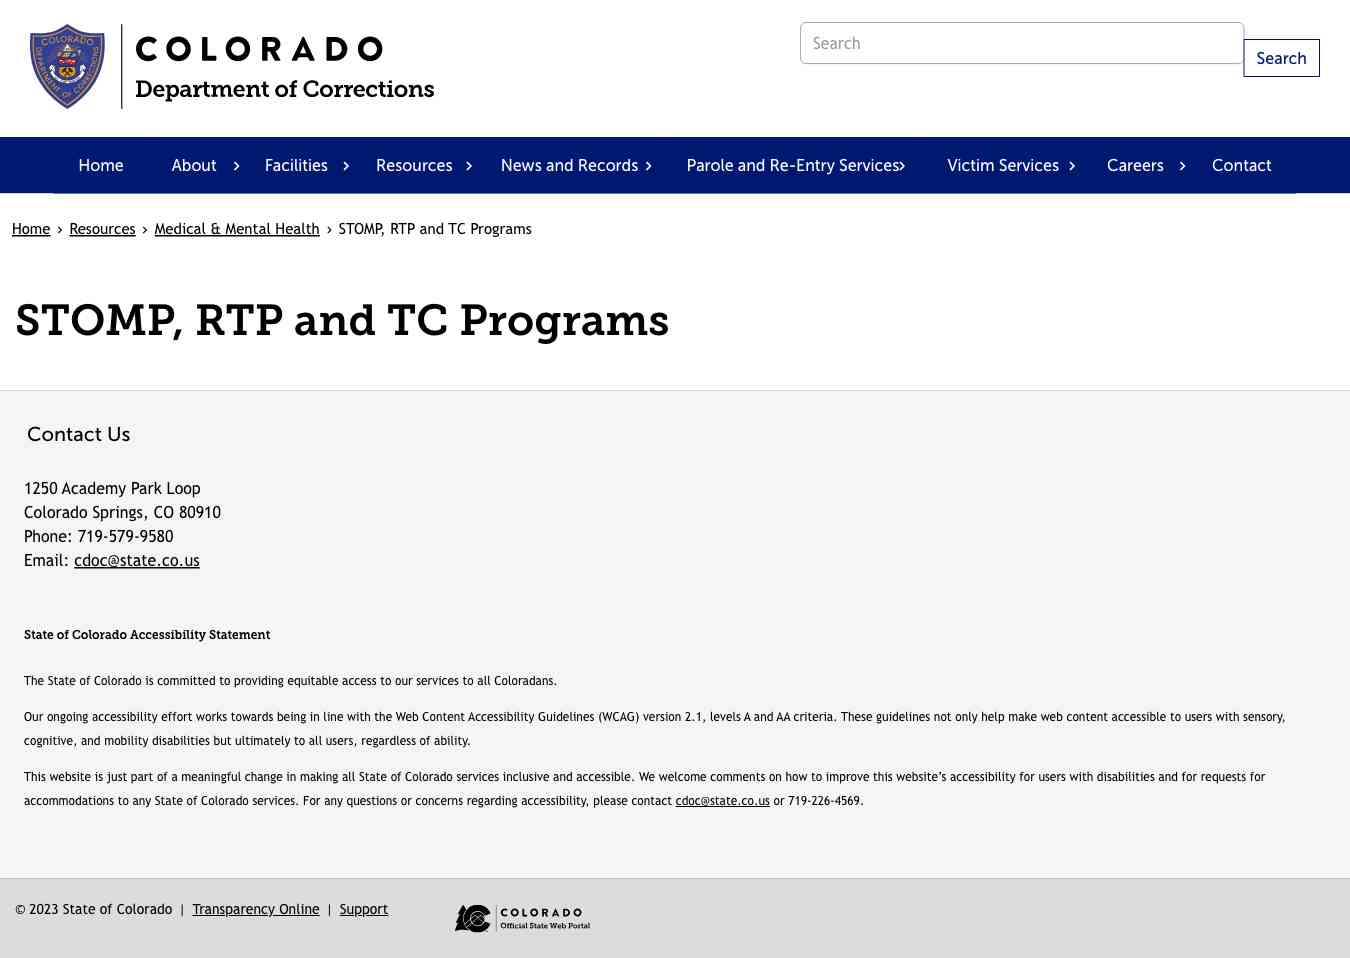 COLORADO
Department of Corrections
Search
Search
Home About Facilities Resources News and Records Parole and Re-Entry Services Victim Services Careers Contact
Home › Resources › Medical & Mental Health › STOMP, RTP and TC Programs
STOMP, RTP and TC Programs
Contact Us
1250 Academy Park Loop
Colorado Springs, CO 80910
Phone: 719-579-9580
Email: cdoc@state.co.us
State of Colorado Accessibility Statement
The State of Colorado is committed to providing equitable access to our services to all Coloradans.
Our ongoing accessibility effort works towards being in line with the Web Content Accessibility Guidelines (WCAG) version 2.1, levels A and AA criteria. These guidelines not only help make web content accessible to users with sensory,
cognitive, and mobility disabilities but ultimately to all users, regardless of ability.
This website is just part of a meaningful change in making all State of Colorado services inclusive and accessible. We welcome comments on how to improve this website’s accessibility for users with disabilities and for requests for
accommodations to any State of Colorado services. For any questions or concerns regarding accessibility, please contact cdoc@state.co.us or 719-226-4569.
© 2023 State of Colorado | Transparency Online | Support
COLORADO
Official State Web Portal